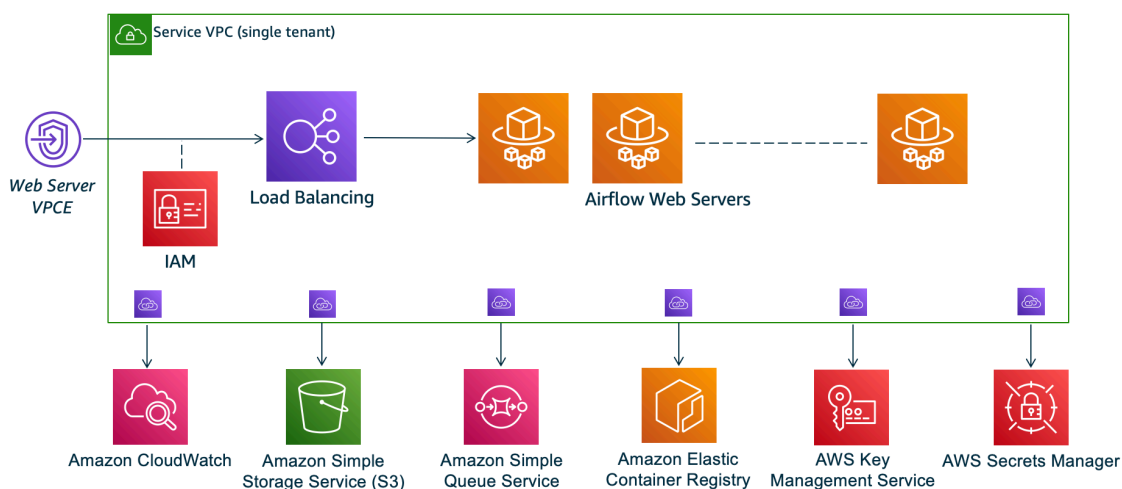 Service VPC (single tenant)
Web Server
VPCE
IAM
Load Balancing
Airflow Web Servers
Amazon CloudWatch
Amazon Simple
Storage Service (S3)
Amazon Simple
Queue Service
Amazon Elastic
Container Registry
AWS Key
Management Service
AWS Secrets Manager